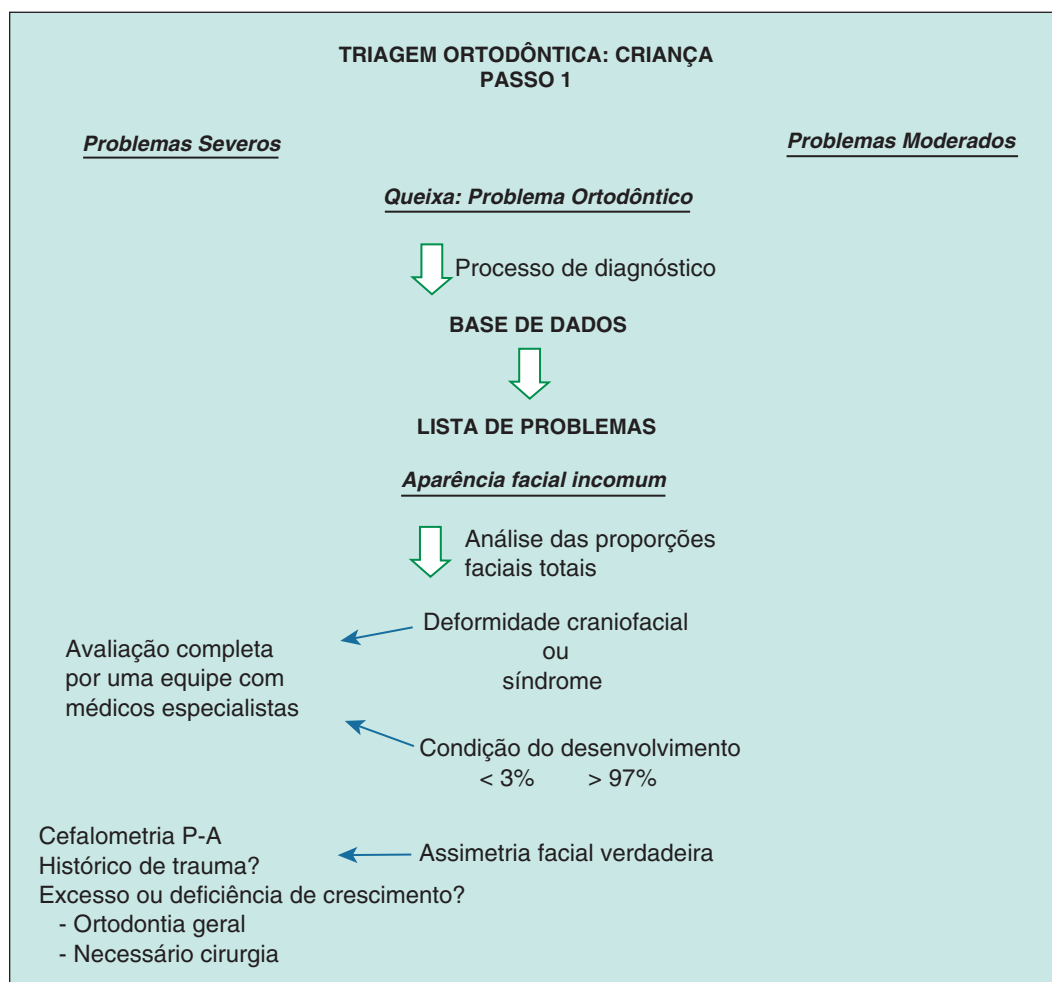 TRIAGEM ORTODÔNTICA: CRIANÇA
PASSO 1
Problemas Severos
Problemas Moderados
Queixa: Problema Ortodôntico
Processo de diagnóstico
BASE DE DADOS
LISTA DE PROBLEMAS
Aparência facial incomum
Análise das proporções
faciais totais
Deformidade craniofacial
ou
síndrome
Avaliação completa
por uma equipe com
médicos especialistas
Condição do desenvolvimento
< 3% > 97%
Assimetria facial verdadeira
Cefalometria P-A
Histórico de trauma?
Excesso ou deficiência de crescimento?
- Ortodontia geral
- Necessário cirurgia